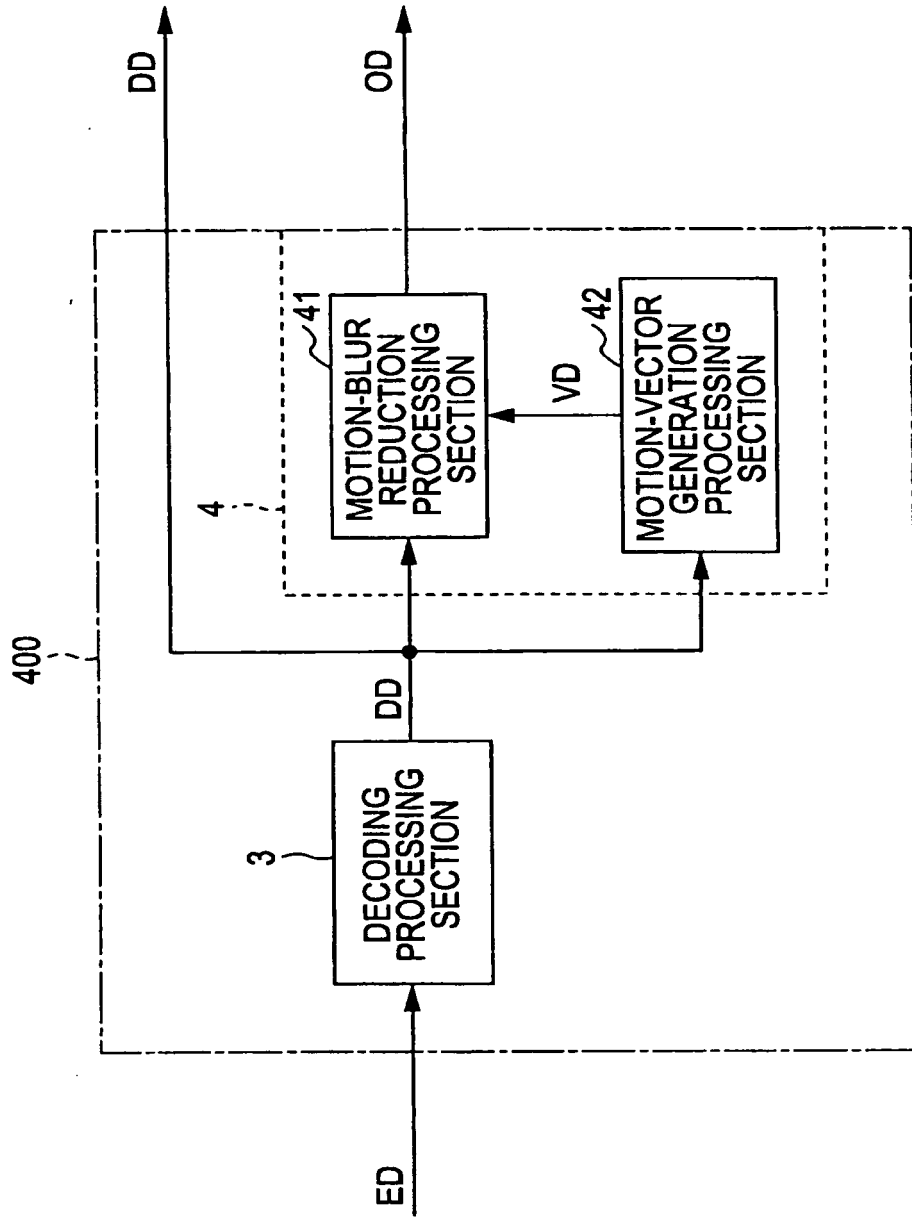 400
DD
ED
3
DECODING
PROCESSING
SECTION
DD
4
41
MOTION-BLUR
REDUCTION
PROCESSING
SECTION
OD
VD
42
MOTION-VECTOR
GENERATION
PROCESSING
SECTION